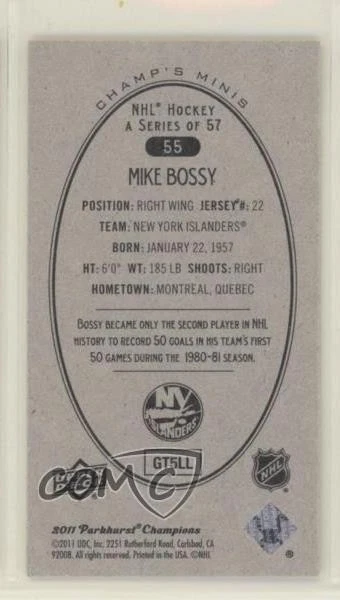 CHAMP'S MINIS
NHL® HOCKEY
A SERIES OF 57
55
MIKE BOSSY
POSITION: RIGHT WING JERSEY#: 22
TEAM: NEW YORK ISLANDERS®
BORN: JANUARY 22, 1957
HT: 6'0" WT: 185 LB SHOOTS: RIGHT
HOMETOWN: MONTREAL, QUEBEC
BOSSY BECAME ONLY THE SECOND PLAYER IN NHL
HISTORY TO RECORD 50 GOALS IN HIS TEAM'S FIRST
50 GAMES DURING THE 1980-81 SEASON.
NY
ISLANDERS
GT5LL
UPPER DECK
COMC
NHL
2011 Parkhurst® Champions
©2011 UDC, Inc. 2251 Rutherford Road, Carlsbad, CA
92008. All rights reserved. Printed in the USA. ©NHL
®